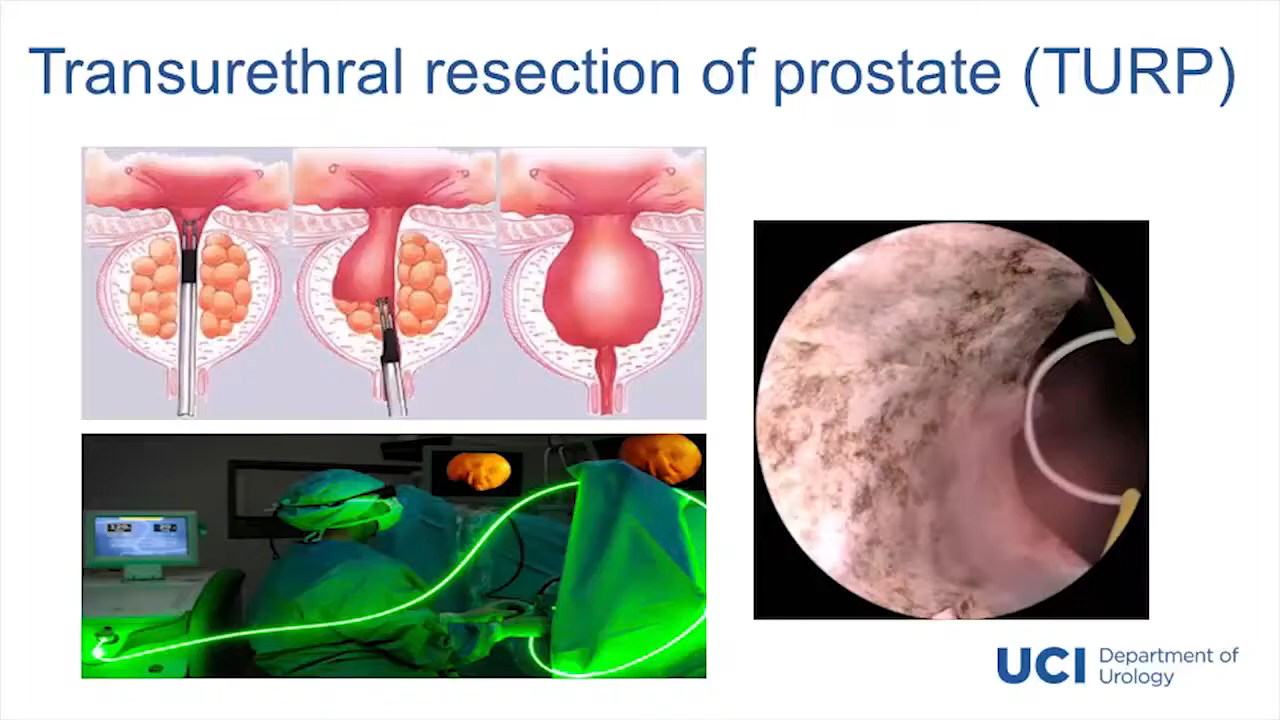 Transurethral resection of prostate (TURP)
UCI Department of
Urology